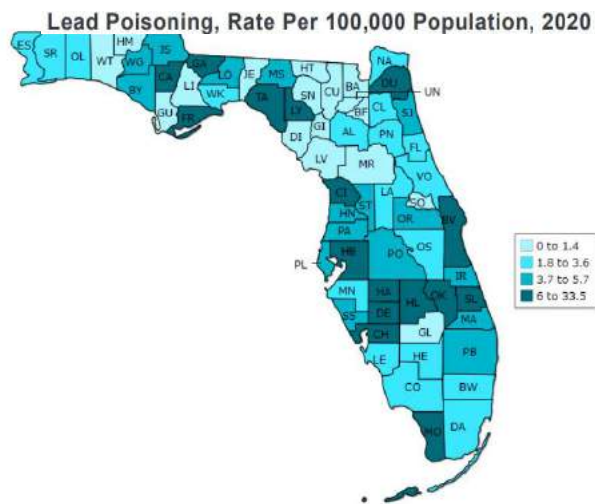 Lead Poisoning, Rate Per 100,000 Population, 2020
ES SR OL HM WT WG JS BY CA LI GU FR GA LO WK JE MS TA LY HT SN CU BA NA DU UN
BF CL SJ DI GI AL PN FL LV MR VO
CI LA SO ST HN OR BV PA
PL HB PO OS
IR MN HA HL OK SL SS DE MA
CH GL PB LE HE
CO BW
MO DA
0 to 1.4
1.8 to 3.6
3.7 to 5.7
6 to 33.5